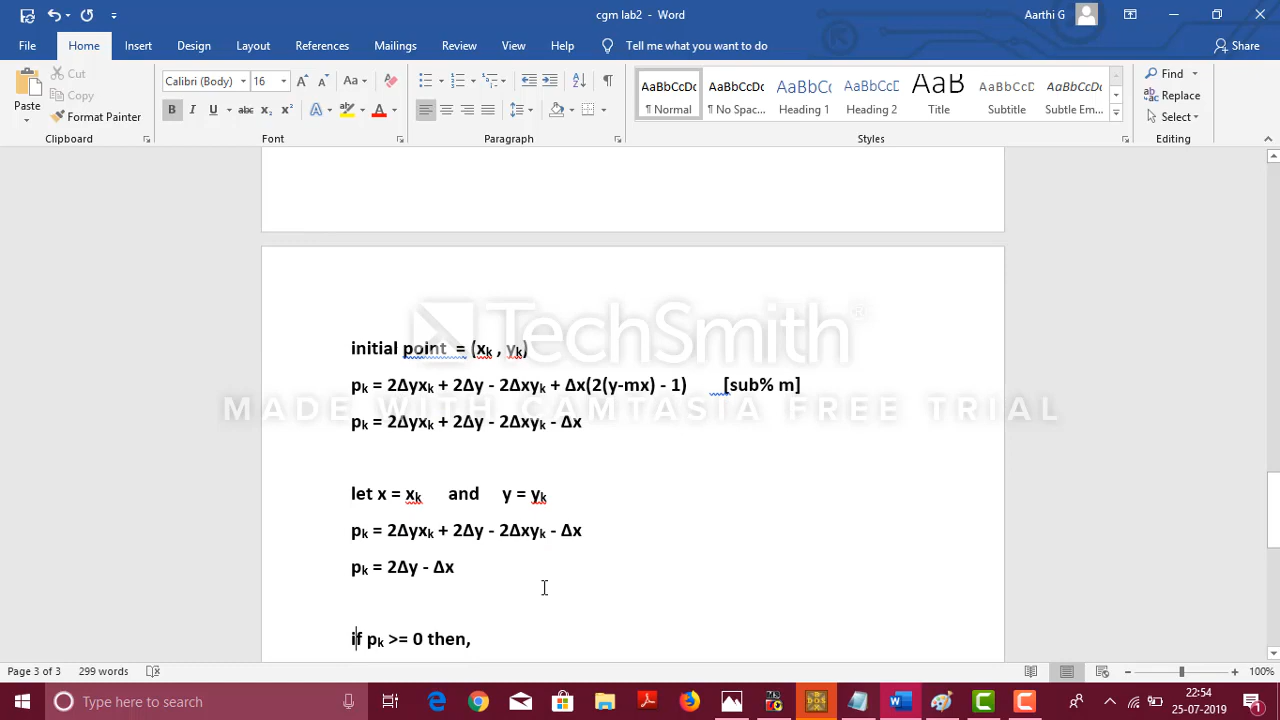 cgm lab2 - Word
Aarthi G
File Home Insert Design Layout References Mailings Review View Help Tell me what you want to do Share
Paste
Cut
Copy
Format Painter
Clipboard
Calibri (Body) 16
Font
Paragraph
AaBbCcDd ¶ Normal
AaBbCcDd ¶ No Spac...
AaBbCc Heading 1
AaBbCc Heading 2
AaB Title
AaBbCcD Subtitle
AaBbCcDd Subtle Em...
Styles
Find
Replace
Select
Editing
TechSmith
MADE WITH CAMTASIA FREE TRIAL
initial point = (xₖ , yₖ)
pₖ = 2Δyxₖ + 2Δy - 2Δxyₖ + Δx(2(y-mx) - 1) [sub% m]
pₖ = 2Δyxₖ + 2Δy - 2Δxyₖ - Δx
let x = xₖ and y = yₖ
pₖ = 2Δyxₖ + 2Δy - 2Δxyₖ - Δx
pₖ = 2Δy - Δx
if pₖ >= 0 then,
Page 3 of 3 299 words 100%
Type here to search
22:54
25-07-2019